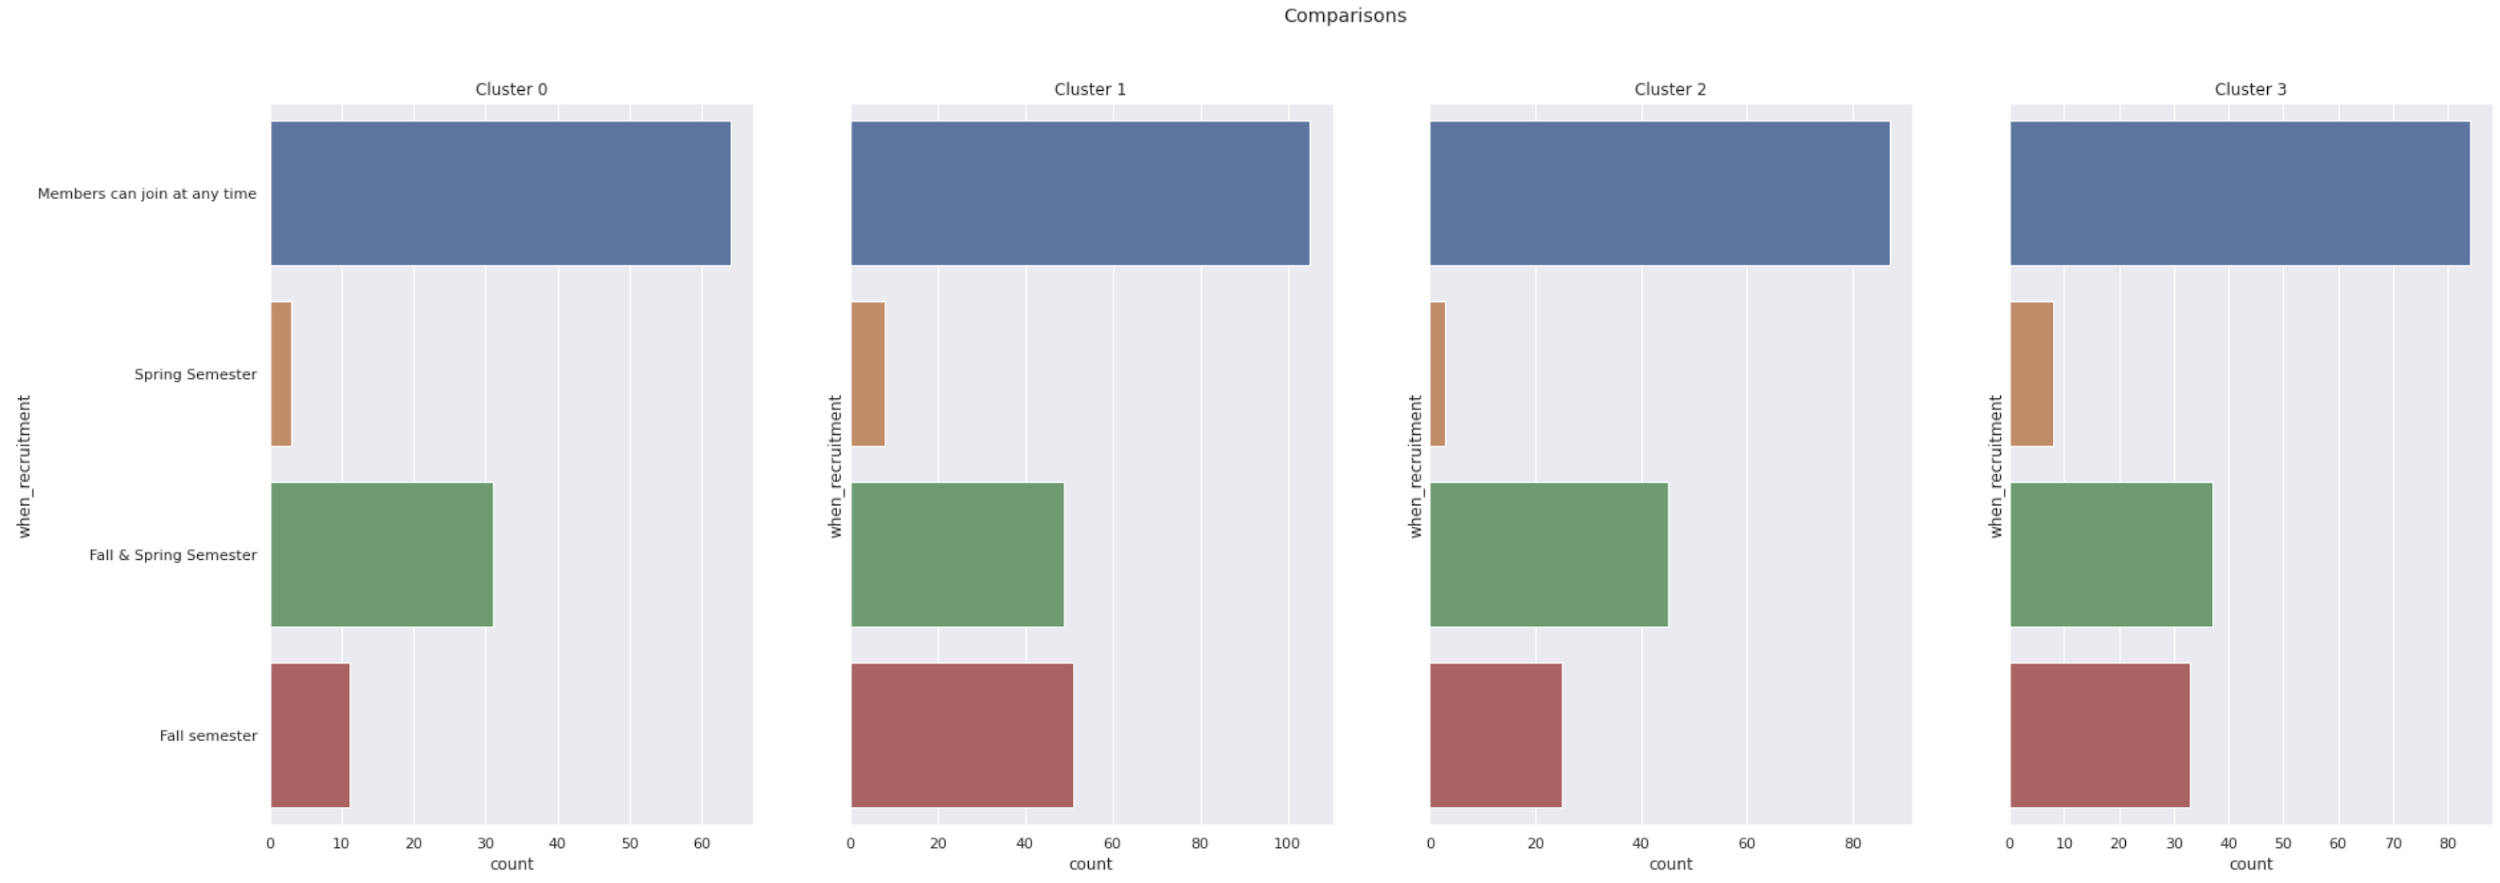 Comparisons
Cluster 0
Cluster 1
Cluster 2
Cluster 3
when_recruitment
Members can join at any time
Spring Semester
Fall & Spring Semester
Fall semester
0 10 20 30 40 50 60
count
when_recruitment
0 20 40 60 80 100
count
when_recruitment
0 20 40 60 80
count
when_recruitment
0 10 20 30 40 50 60 70 80
count